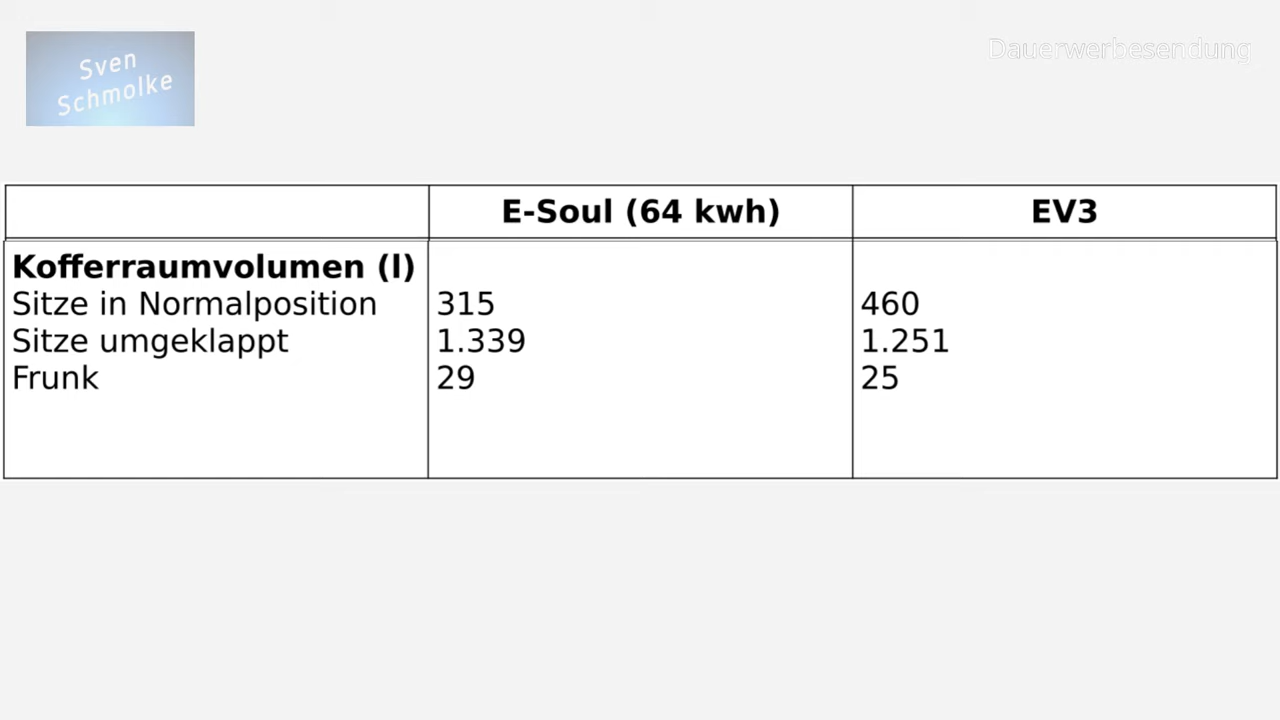 Sven
Schmolke
Dauerwerbesendung
E-Soul (64 kwh) EV3
Kofferraumvolumen (l)
Sitze in Normalposition 315 460
Sitze umgeklappt 1.339 1.251
Frunk 29 25